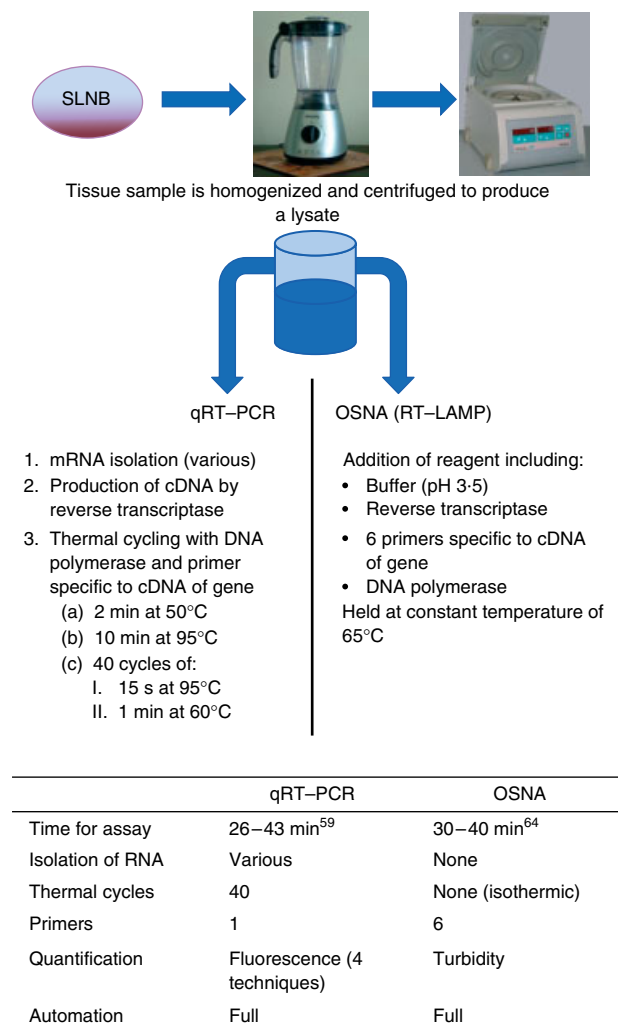 SLNB
Tissue sample is homogenized and centrifuged to produce
a lysate
qRT–PCR
1. mRNA isolation (various)
2. Production of cDNA by
reverse transcriptase
3. Thermal cycling with DNA
polymerase and primer
specific to cDNA of gene
(a) 2 min at 50°C
(b) 10 min at 95°C
(c) 40 cycles of:
I. 15 s at 95°C
II. 1 min at 60°C
OSNA (RT–LAMP)
Addition of reagent including:
• Buffer (pH 3·5)
• Reverse transcriptase
• 6 primers specific to cDNA
of gene
• DNA polymerase
Held at constant temperature of
65°C
qRT–PCR OSNA
Time for assay 26–43 min59 30–40 min64
Isolation of RNA Various None
Thermal cycles 40 None (isothermic)
Primers 1 6
Quantification Fluorescence (4 Turbidity
techniques)
Automation Full Full